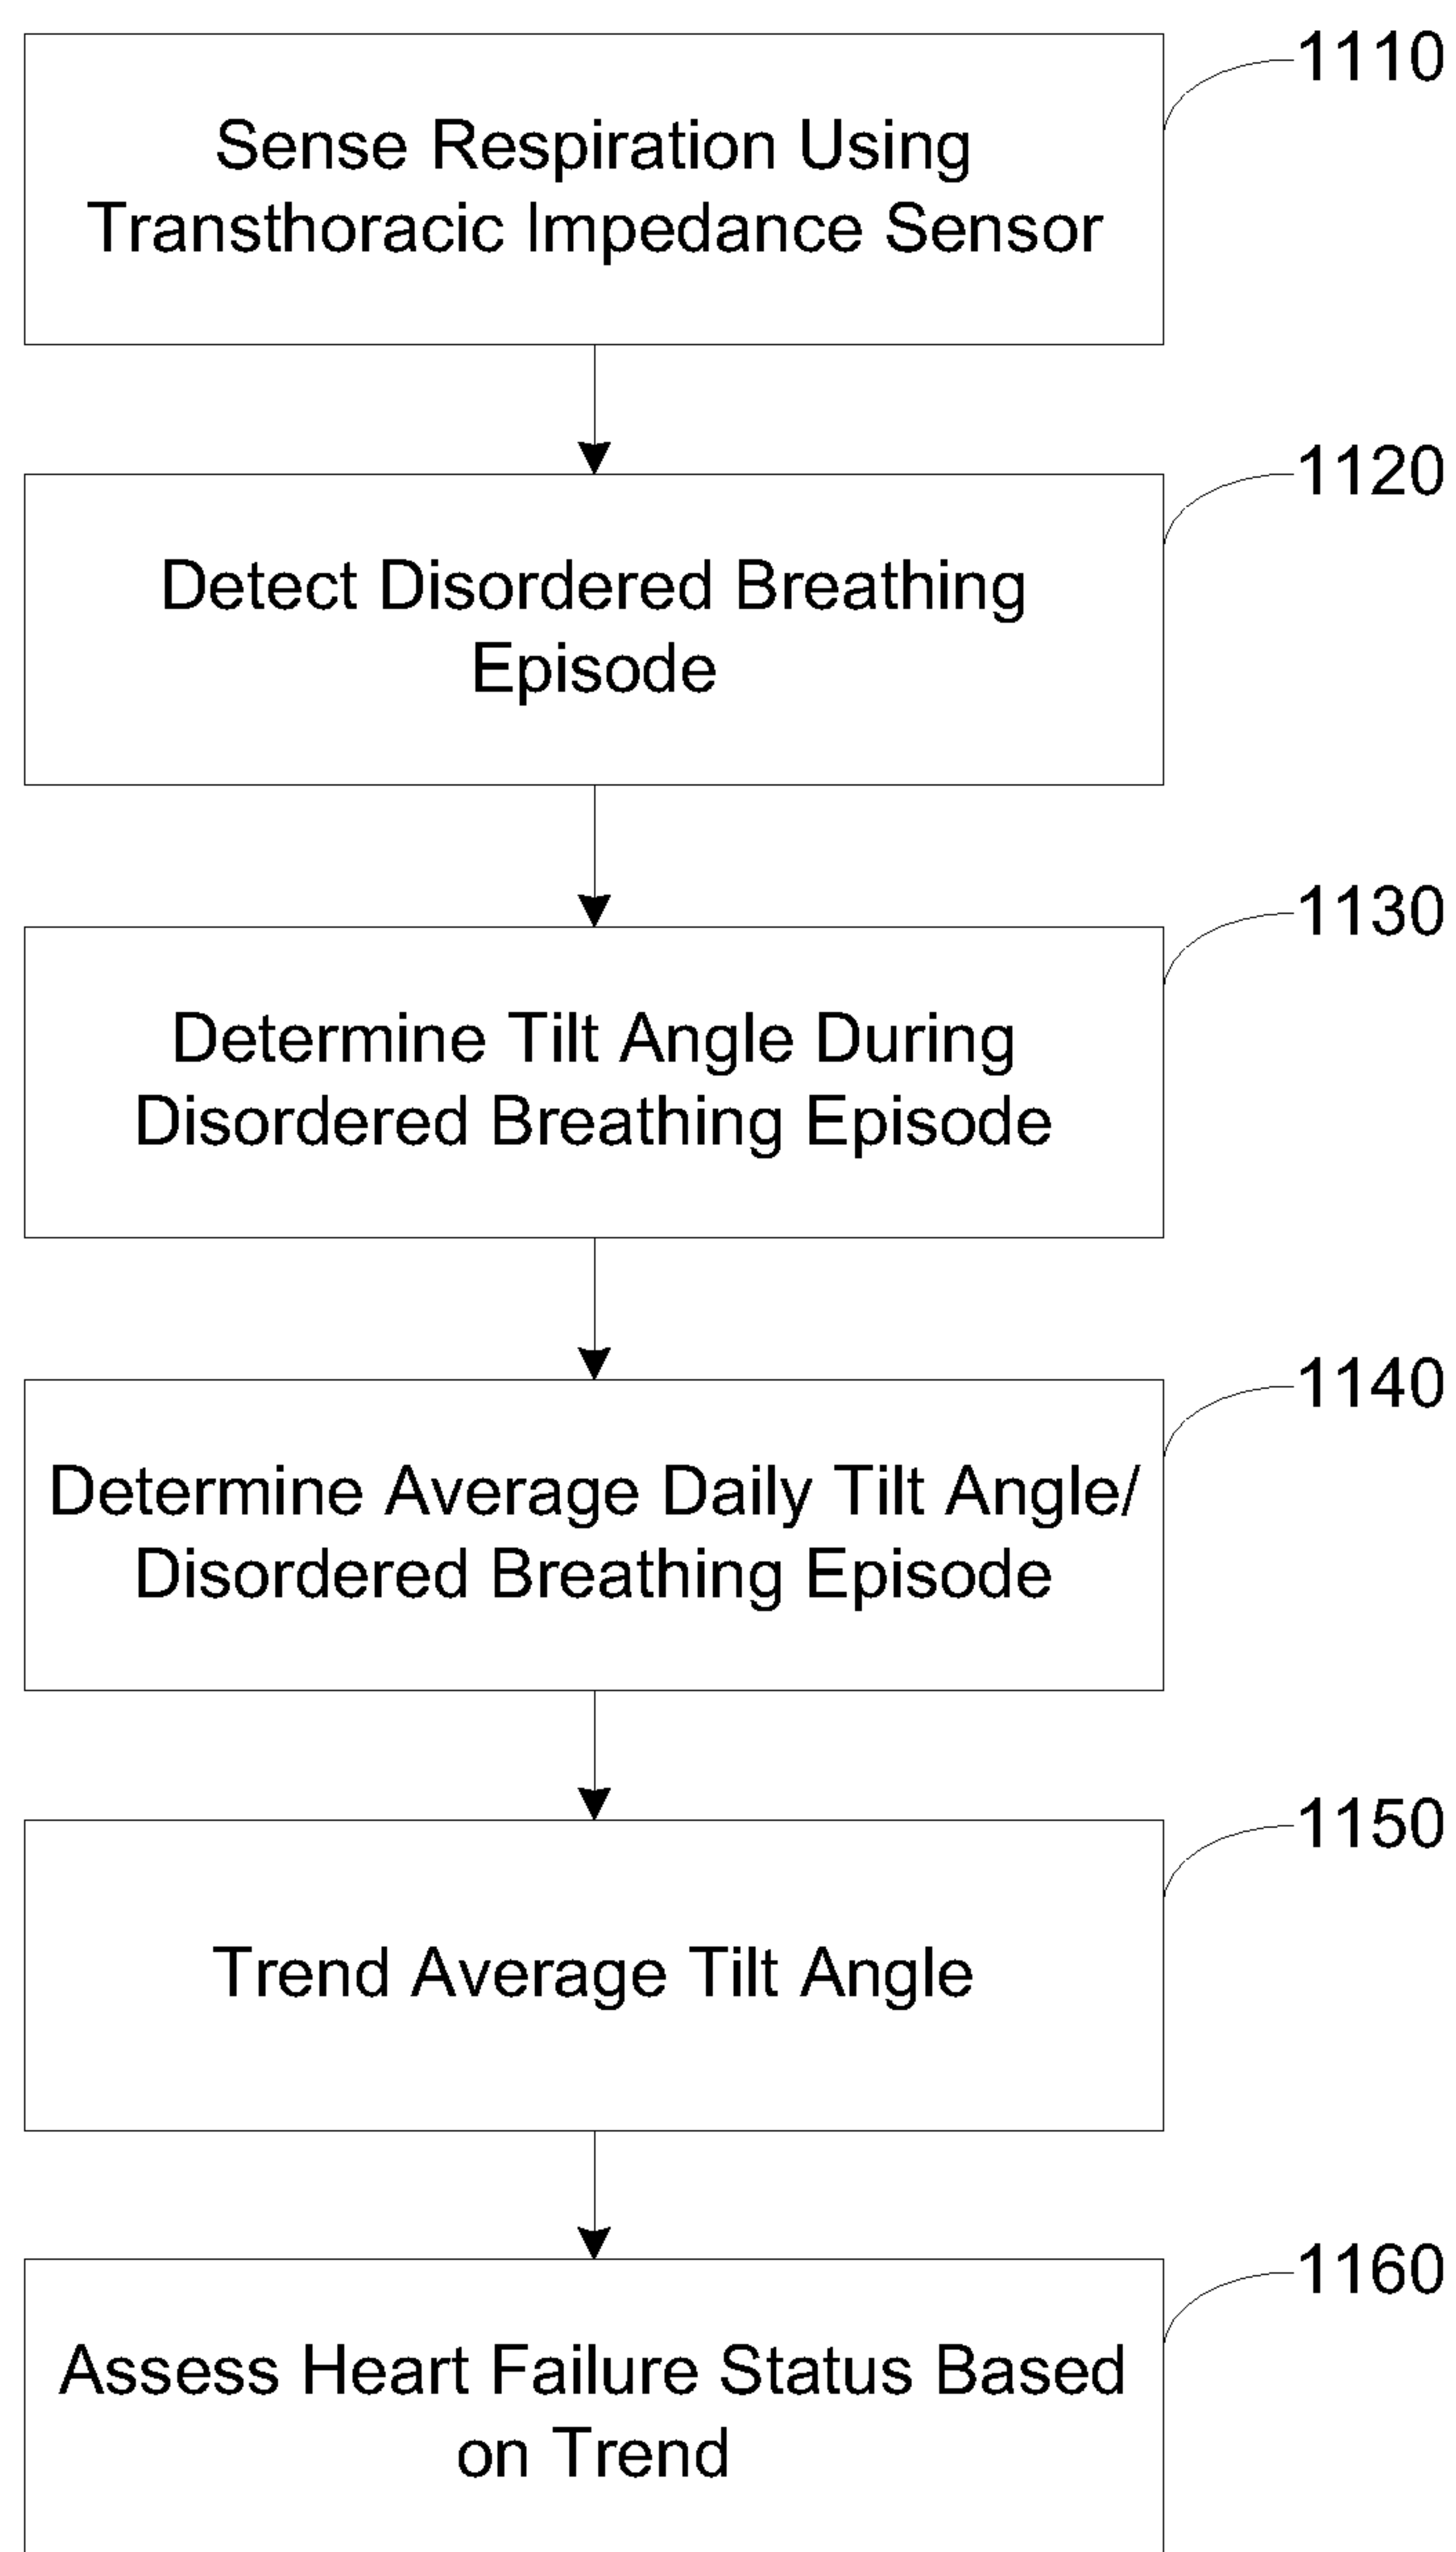 1110
Sense Respiration Using
Transthoracic Impedance Sensor
1120
Detect Disordered Breathing
Episode
1130
Determine Tilt Angle During
Disordered Breathing Episode
1140
Determine Average Daily Tilt Angle/
Disordered Breathing Episode
1150
Trend Average Tilt Angle
1160
Assess Heart Failure Status Based
on Trend